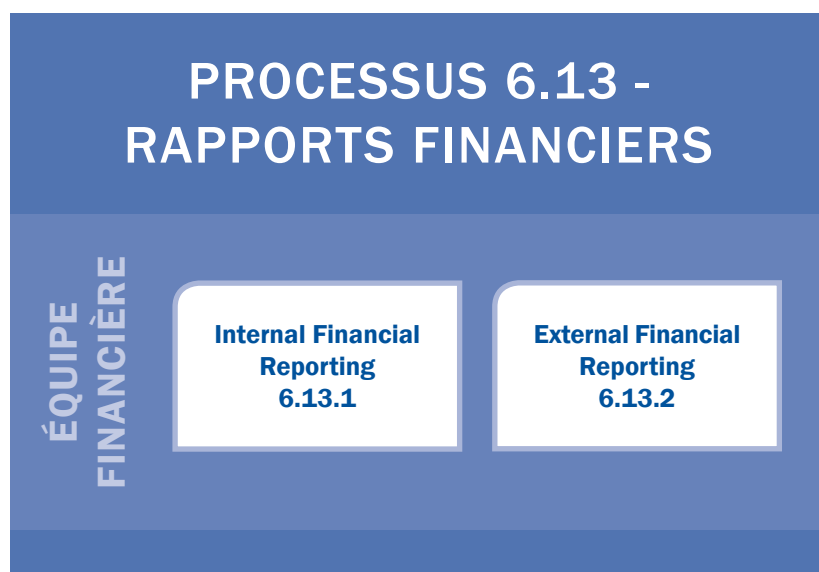 PROCESSUS 6.13 -
RAPPORTS FINANCIERS
ÉQUIPE
FINANCIÈRE
Internal Financial
Reporting
6.13.1
External Financial
Reporting
6.13.2